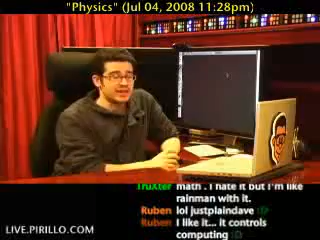 "Physics" (Jul 04, 2008 11:28pm)
TruXter math . I hate it but I'm like
rainman with it.
Ruben lol justplaindave :P
Ruben I like it... it controls
computing :D
LIVE.PIRILLO.COM